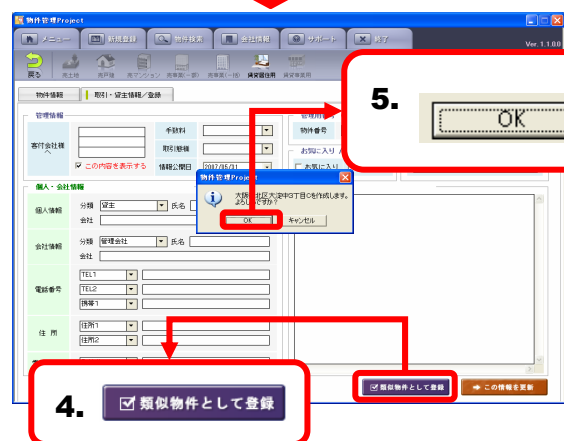 物件管理Project
メニュー 新規登録 物件検索 会社情報 サポート 終了
Ver.1.1.00
戻る 売土地 売戸建 売マンション 売事業(一部) 売事業(一括) 賃貸居住用 賃貸事業用
物件情報 取引・貸主情報/登録
管理情報
客付会社様へ
手数料
取引態様
この内容を表示する 情報公開日 2007/05/31
物件番号
お気に入り
個人・会社情報
個人情報 分類 貸主 氏名
会社
会社情報 分類 管理会社 氏名
会社
電話番号 TEL1
TEL2
携帯1
住 所 住所1
住所2
物件管理Project
大阪市北区大淀中3丁目Cを作成します。
よろしいですか?
OK キャンセル
5.
OK
類似物件として登録 この情報を更新
4. 類似物件として登録